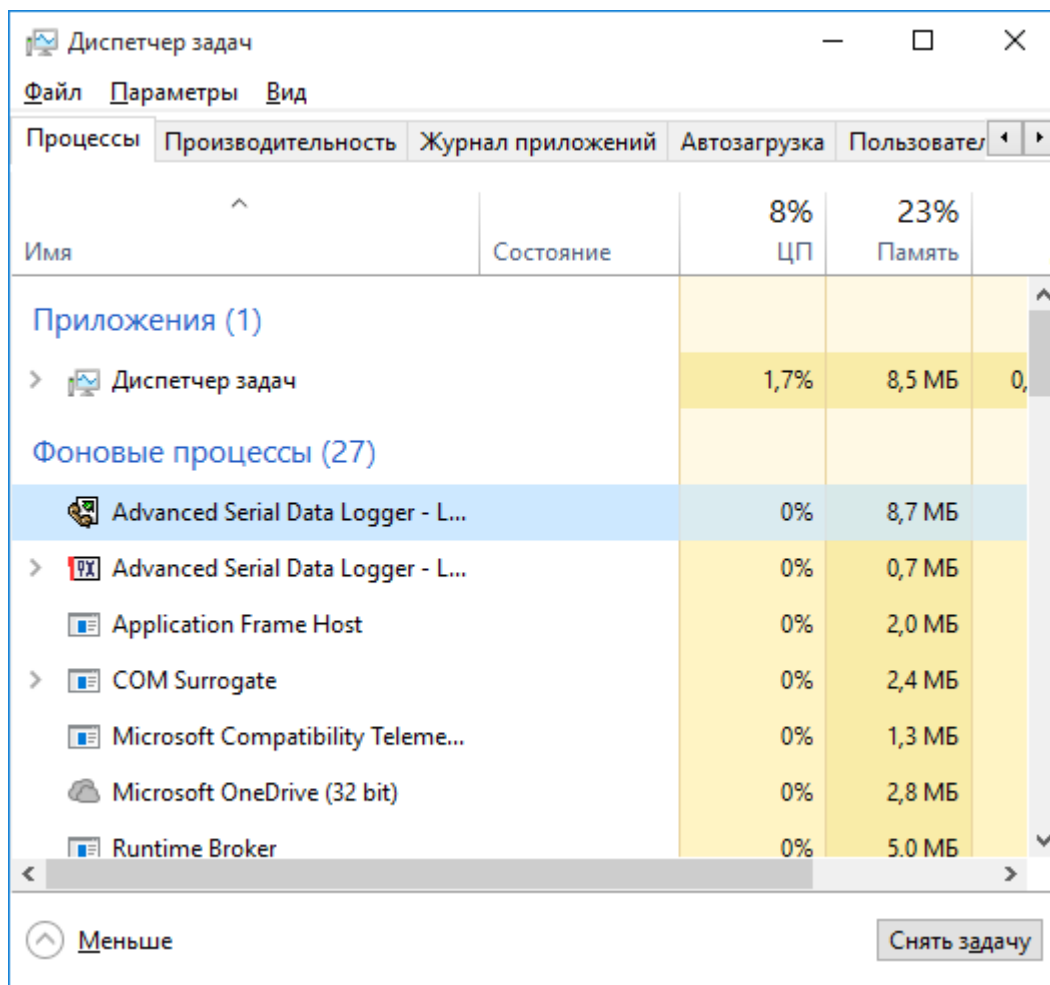 Диспетчер задач
Файл Параметры Вид
Процессы Производительность Журнал приложений Автозагрузка Пользовател
8% 23%
Имя Состояние ЦП Память
Приложения (1)
Диспетчер задач 1,7% 8,5 МБ 0,
Фоновые процессы (27)
Advanced Serial Data Logger - L... 0% 8,7 МБ
Advanced Serial Data Logger - L... 0% 0,7 МБ
Application Frame Host 0% 2,0 МБ
COM Surrogate 0% 2,4 МБ
Microsoft Compatibility Teleme... 0% 1,3 МБ
Microsoft OneDrive (32 bit) 0% 2,8 МБ
Runtime Broker 0% 5,0 МБ
Меньше Снять задачу